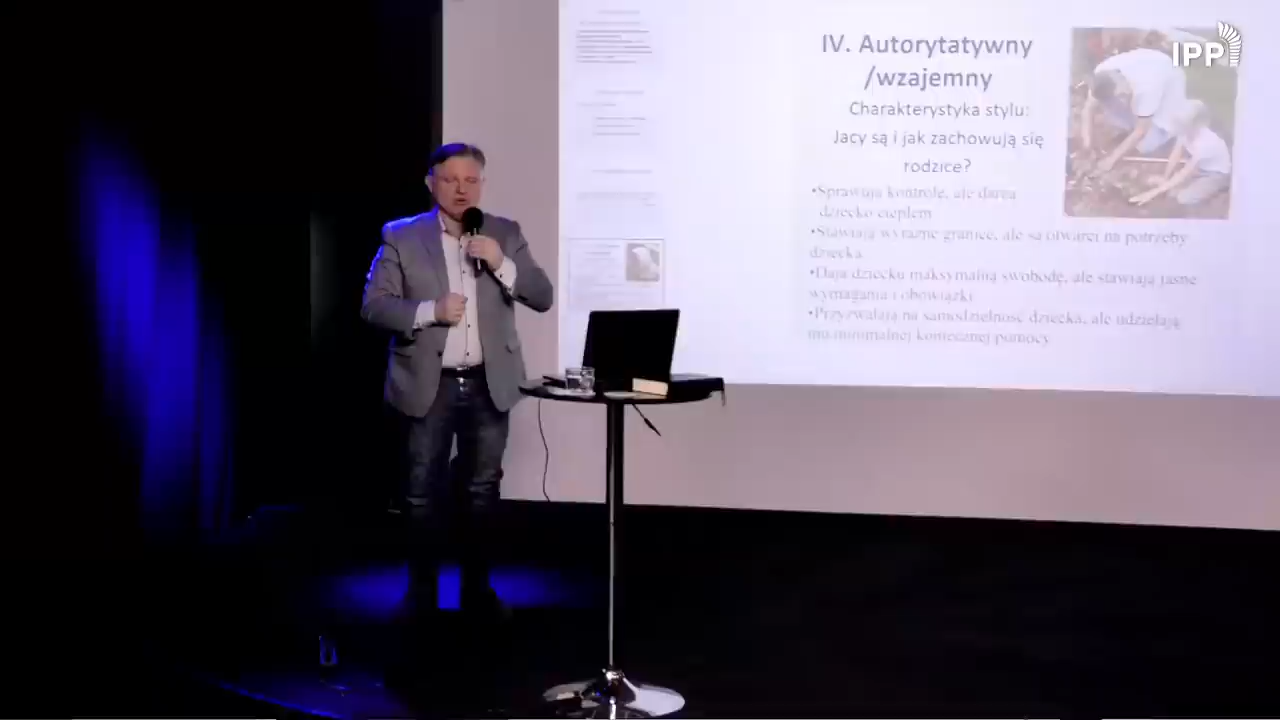 IPP
IV. Autorytatywny
/wzajemny
Charakterystyka stylu:
Jacy są i jak zachowują się
rodzice?
•Sprawują kontrolę, ale darzą
dziecko ciepłem
•Stawiają wyraźne granice, ale są otwarci na potrzeby
dziecka
•Dają dziecku maksymalną swobodę, ale stawiają jasne
wymagania i obowiązki
•Przyzwalają na samodzielność dziecka, ale udzielają
mu minimalnej koniecznej pomocy